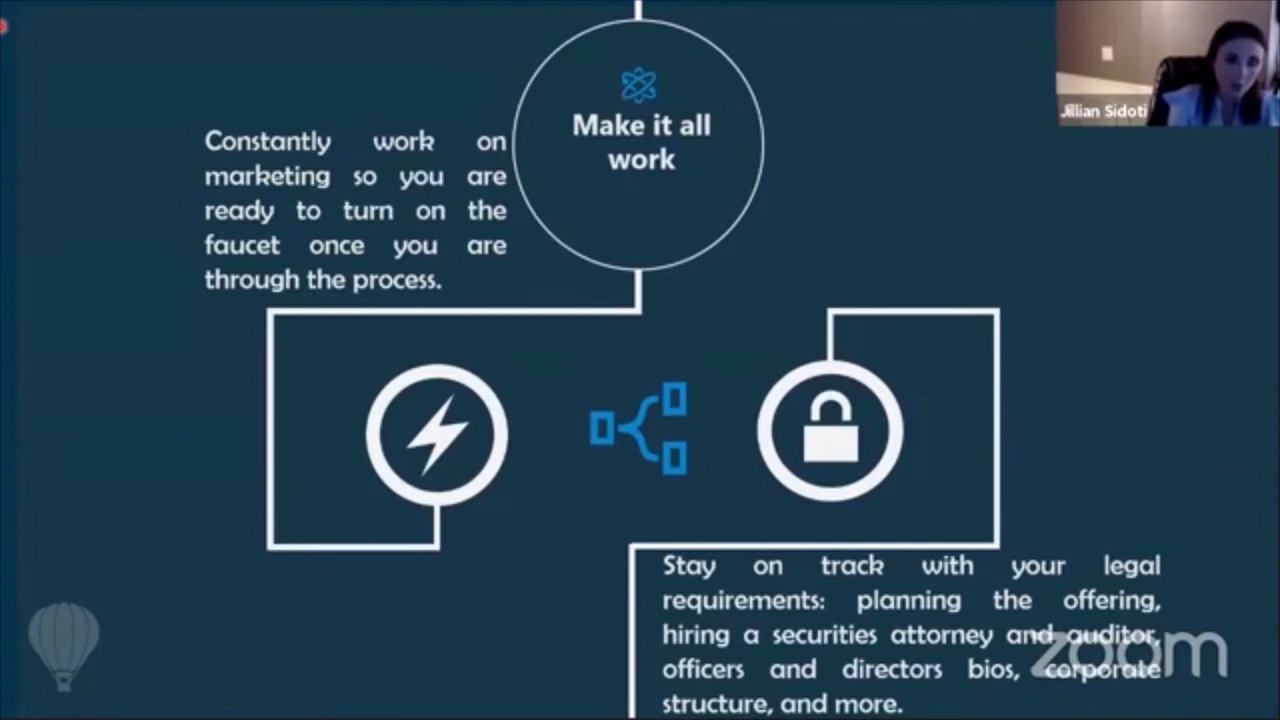 Make it all
work
Constantly work on
marketing so you are
ready to turn on the
faucet once you are
through the process.
Jillian Sidoti
Stay on track with your legal
requirements: planning the offering,
hiring a securities attorney and auditor,
officers and directors bios, corporate
structure, and more.
zoom